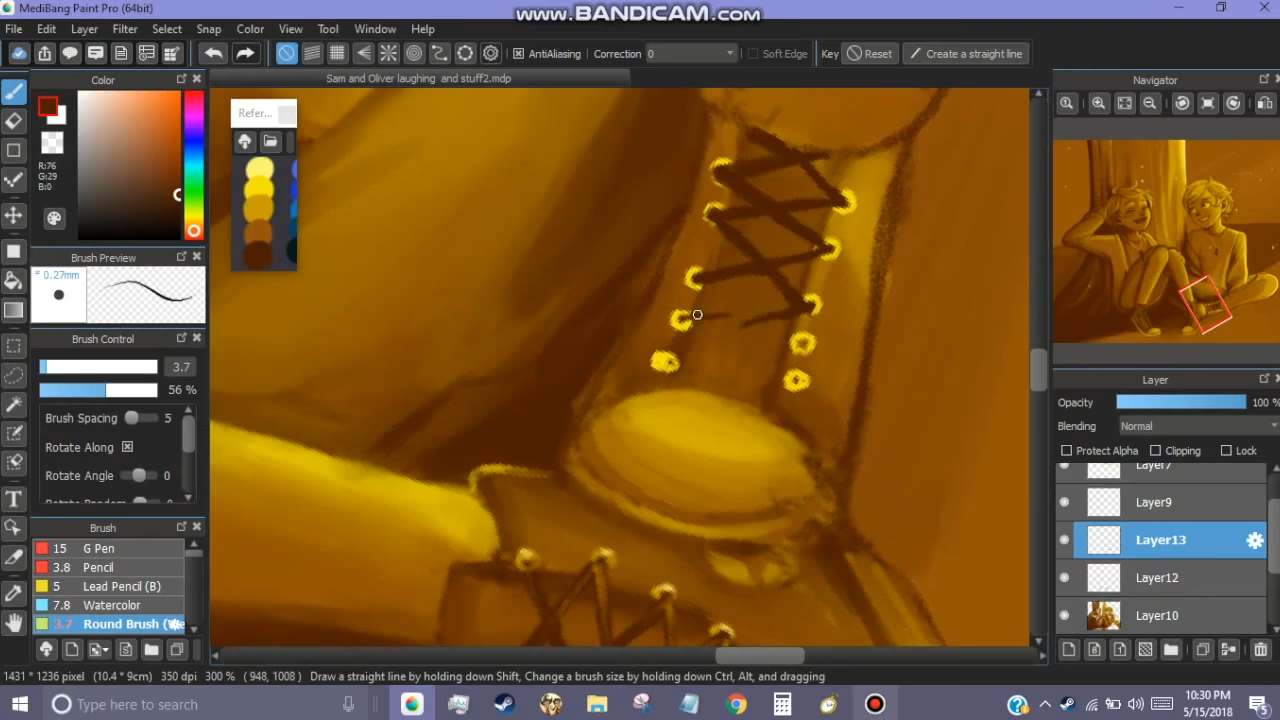 MediBang Paint Pro (64bit)
www.BANDICAM.com
File Edit Layer Filter Select Snap Color View Tool Window Help
AntiAliasing Correction 0 Soft Edge Key Reset Create a straight line
Color
Sam and Oliver laughing and stuff2.mdp
Navigator
Refer...
R:76
G:29
B:0
Brush Preview
0.27mm
Brush Control
3.7
56 %
Brush Spacing 5
Rotate Along
Rotate Angle 0
Brush
15 G Pen
3.8 Pencil
5 Lead Pencil (B)
7.8 Watercolor
3.7 Round Brush
Layer
Opacity 100 %
Blending Normal
Protect Alpha Clipping Lock
Layer7
Layer9
Layer13
Layer12
Layer10
1431 * 1236 pixel (10.4 * 9cm) 350 dpi 300 % ( 948, 1008 ) Draw a straight line by holding down Shift, Change a brush size by holding down Ctrl, Alt, and dragging
Type here to search
10:30 PM
5/15/2018
5